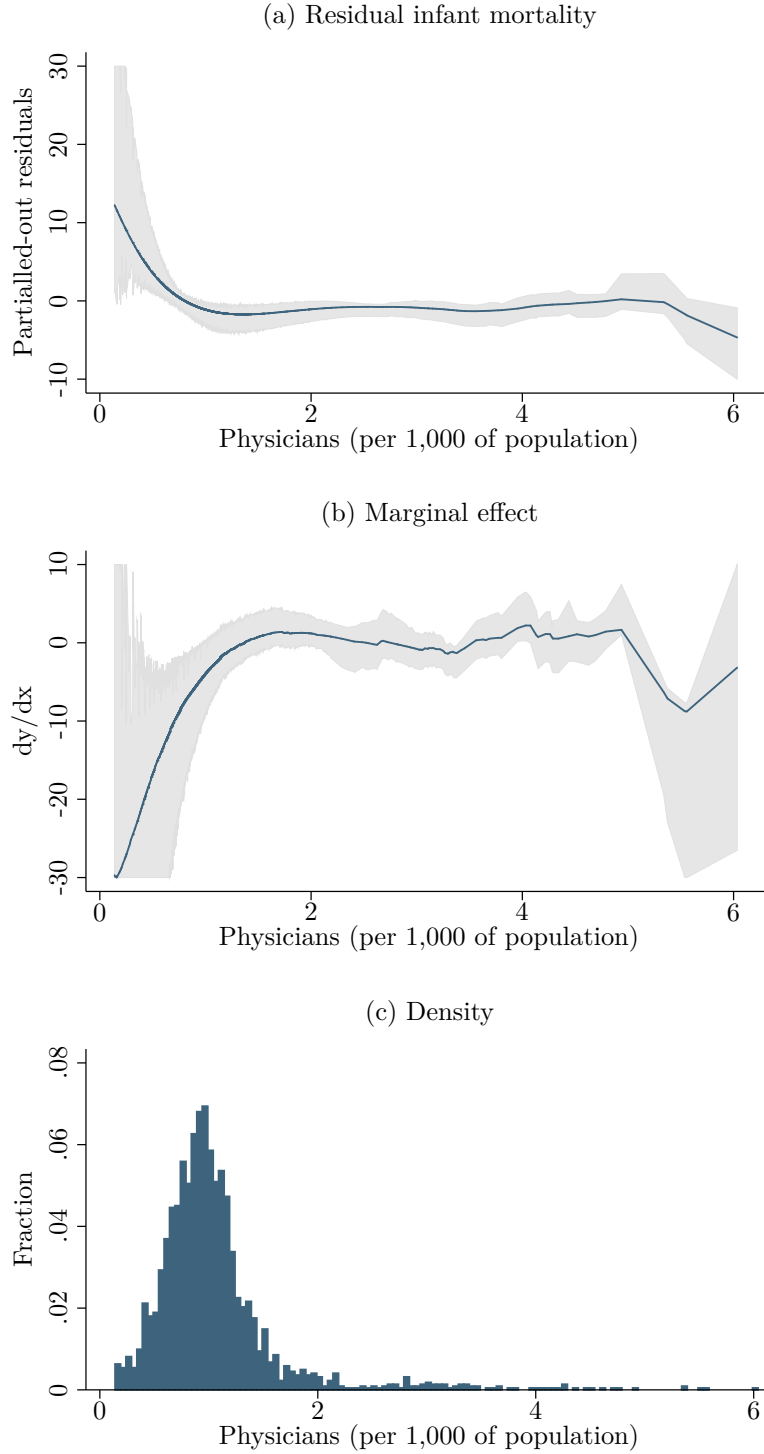 (a) Residual infant mortality
30
20
10
0
-10
Partialled-out residuals
0 2 4 6
Physicians (per 1,000 of population)
(b) Marginal effect
10
0
-10
-20
-30
dy/dx
0 2 4 6
Physicians (per 1,000 of population)
(c) Density
.08
.06
.04
.02
0
Fraction
0 2 4 6
Physicians (per 1,000 of population)